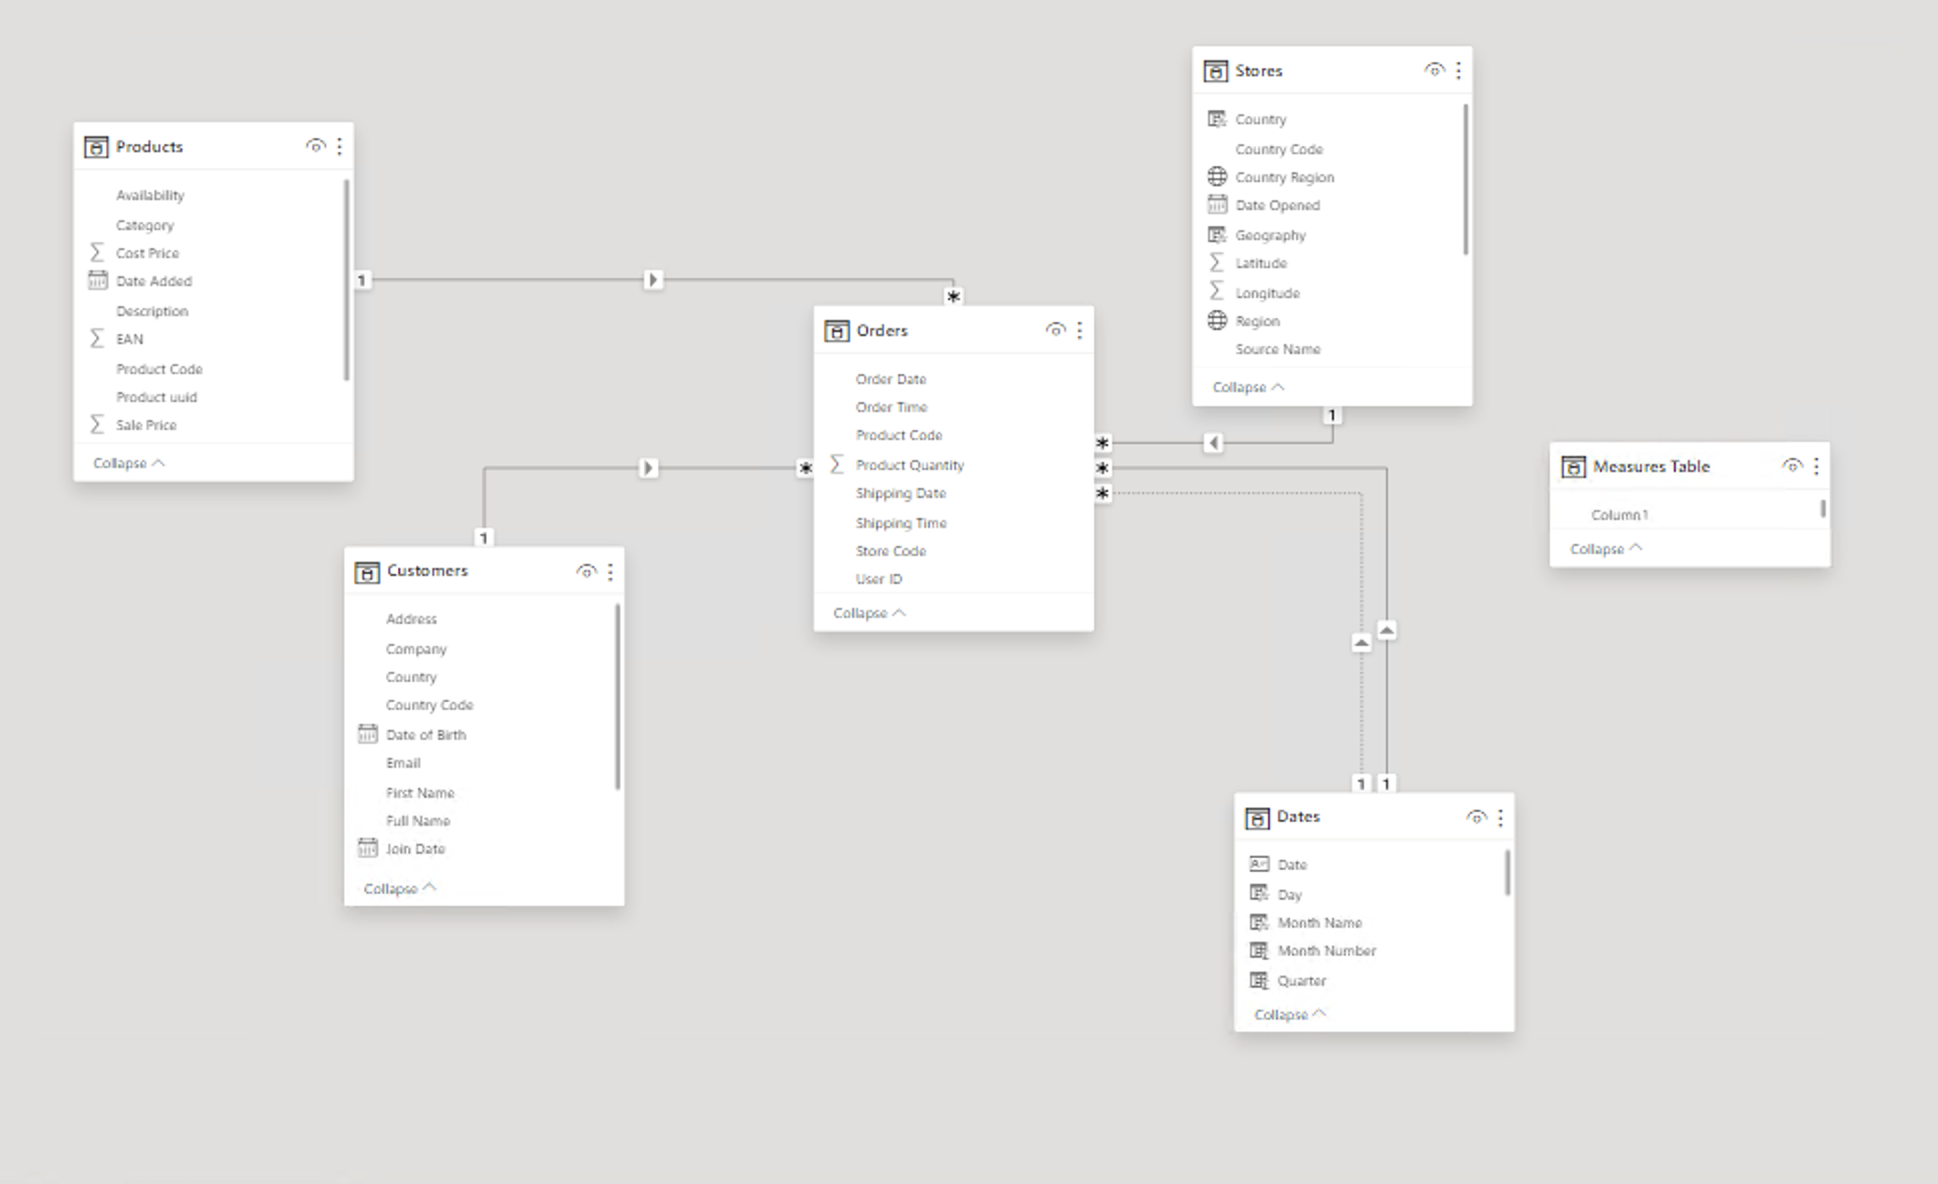 Products
Availability
Category
Cost Price
Date Added
Description
EAN
Product Code
Product uuid
Sale Price
Collapse
1
*
Customers
Address
Company
Country
Country Code
Date of Birth
Email
First Name
Full Name
Join Date
Collapse
1
*
Orders
Order Date
Order Time
Product Code
Product Quantity
Shipping Date
Shipping Time
Store Code
User ID
Collapse
*
*
*
Stores
Country
Country Code
Country Region
Date Opened
Geography
Latitude
Longitude
Region
Source Name
Collapse
1
Measures Table
Column1
Collapse
1 1
Dates
Date
Day
Month Name
Month Number
Quarter
Collapse